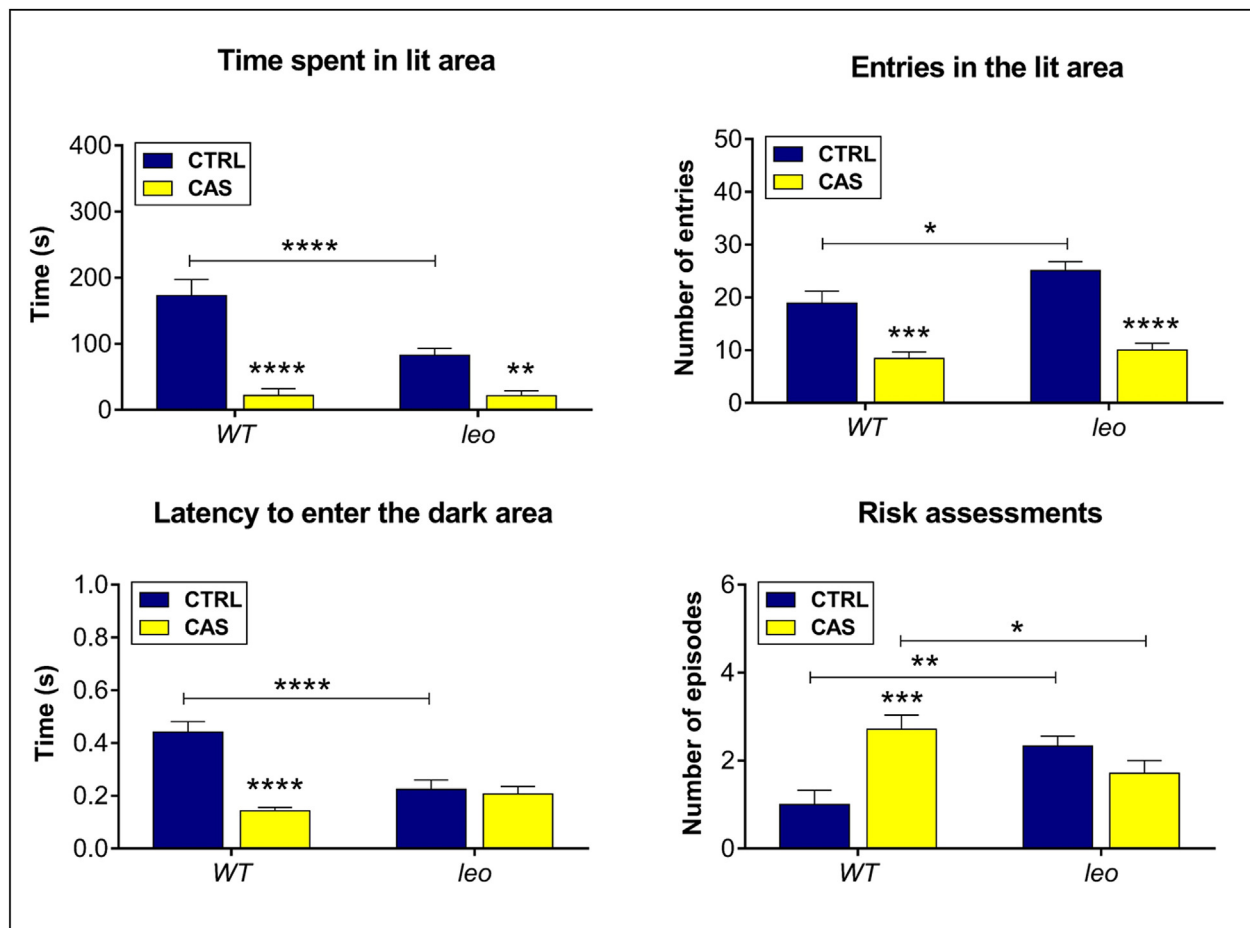 Time spent in lit area
Time (s)
400
300
200
100
0
CTRL
CAS
****
****
**
WT
leo
Entries in the lit area
Number of entries
50
40
30
20
10
0
CTRL
CAS
*
***
****
WT
leo
Latency to enter the dark area
Time (s)
1.0
0.8
0.6
0.4
0.2
0.0
CTRL
CAS
****
****
WT
leo
Risk assessments
Number of episodes
6
4
2
0
CTRL
CAS
*
**
***
WT
leo